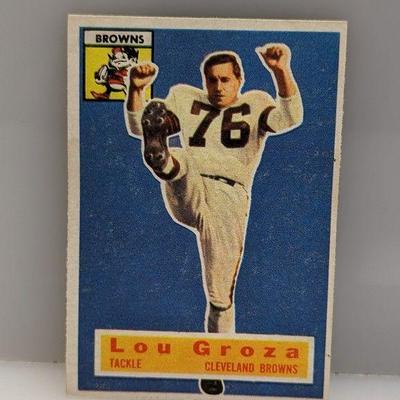 BROWNS
76
Lou Groza
TACKLE CLEVELAND BROWNS